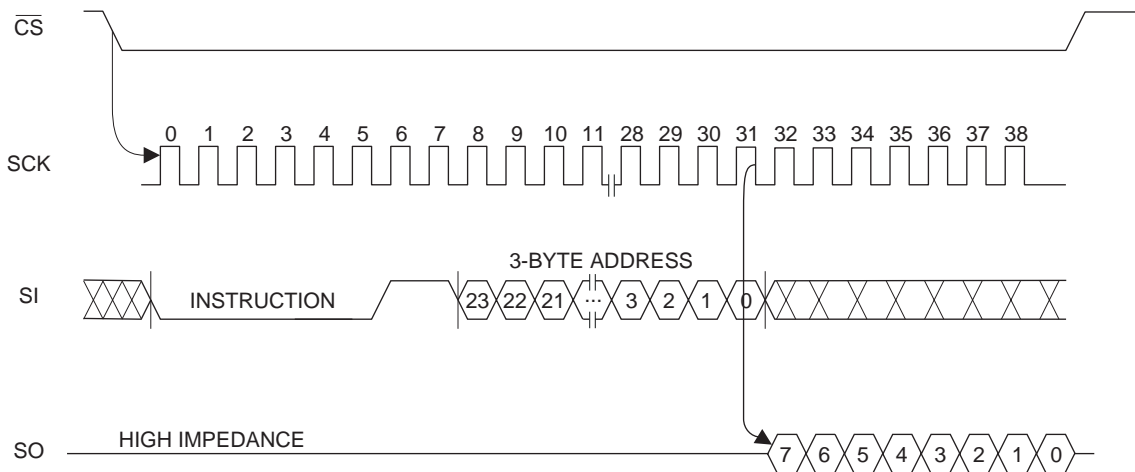 CS
0 1 2 3 4 5 6 7 8 9 10 11 28 29 30 31 32 33 34 35 36 37 38
SCK
3-BYTE ADDRESS
SI
INSTRUCTION
23 22 21 ... 3 2 1 0
HIGH IMPEDANCE
SO
7 6 5 4 3 2 1 0